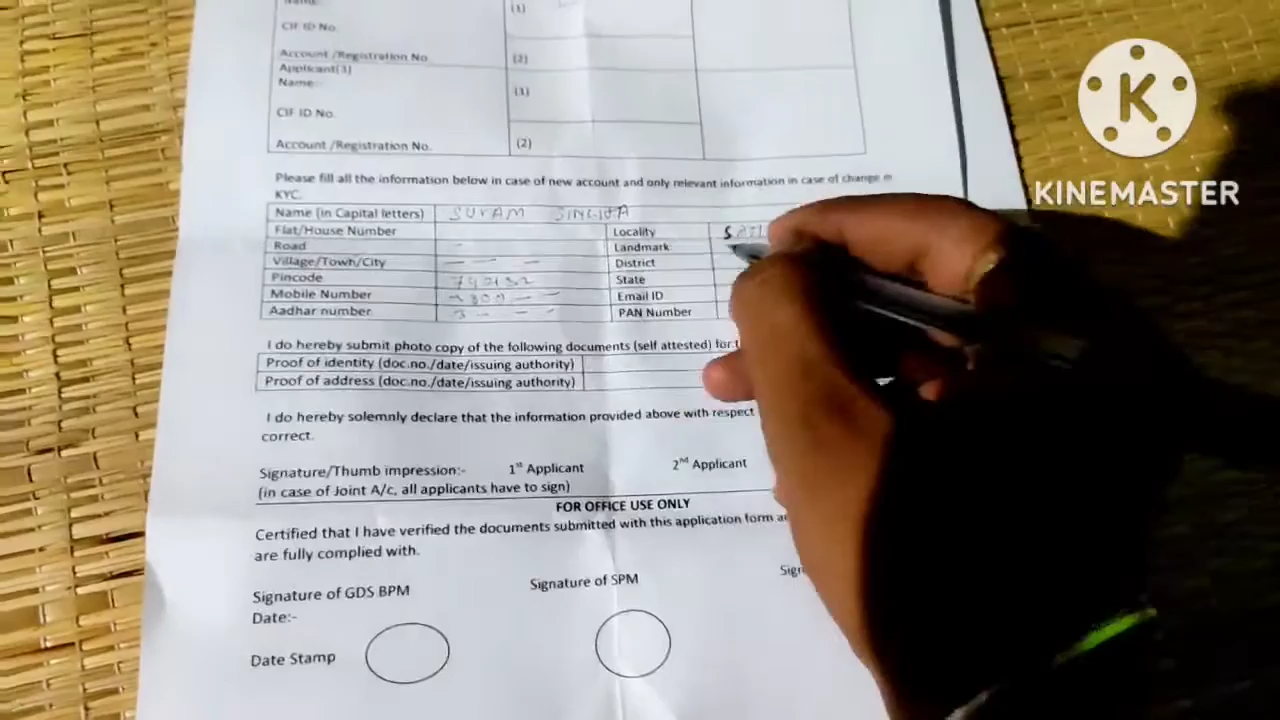 Name:
(1)
CIF ID No.
Account /Registration No
(2)
Applicant(3)
Name:-
(1)
CIF ID No.
Account /Registration No.
(2)
Please fill all the information below in case of new account and only relevant information in case of change in
KYC.
Name (in Capital letters)
Flat/House Number
Locality
Road
Landmark
Village/Towh/City
District
Pincode
State
Mobile Number
Email ID
Aadhar number
PAN Number
I do hereby submit photo copy of the following documents (self attested) for
Proof of identity (doc.no./date/issuing authority)
Proof of address (doc.no./date/issuing authority)
I do hereby solemnly declare that the information provided above with respect
correct.
Signature/Thumb impression:- 1st Applicant 2nd Applicant
(in case of Joint A/c, all applicants have to sign)
FOR OFFICE USE ONLY
Certified that I have verified the documents submitted with this application form
are fully complied with.
Signature of GDS BPM Signature of SPM
Date:-
Date Stamp
K
KINEMASTER